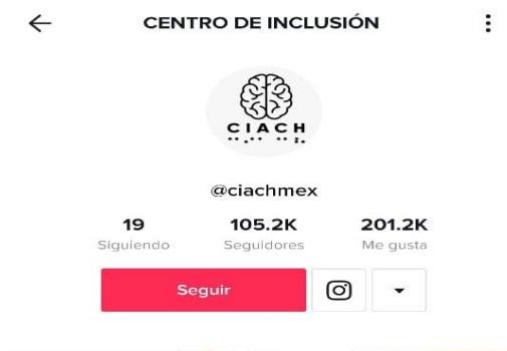 CENTRO DE INCLUSIÓN
CIACH
@ciachmex
19 105.2K 201.2K
Siguiendo Seguidores Me gusta
Seguir